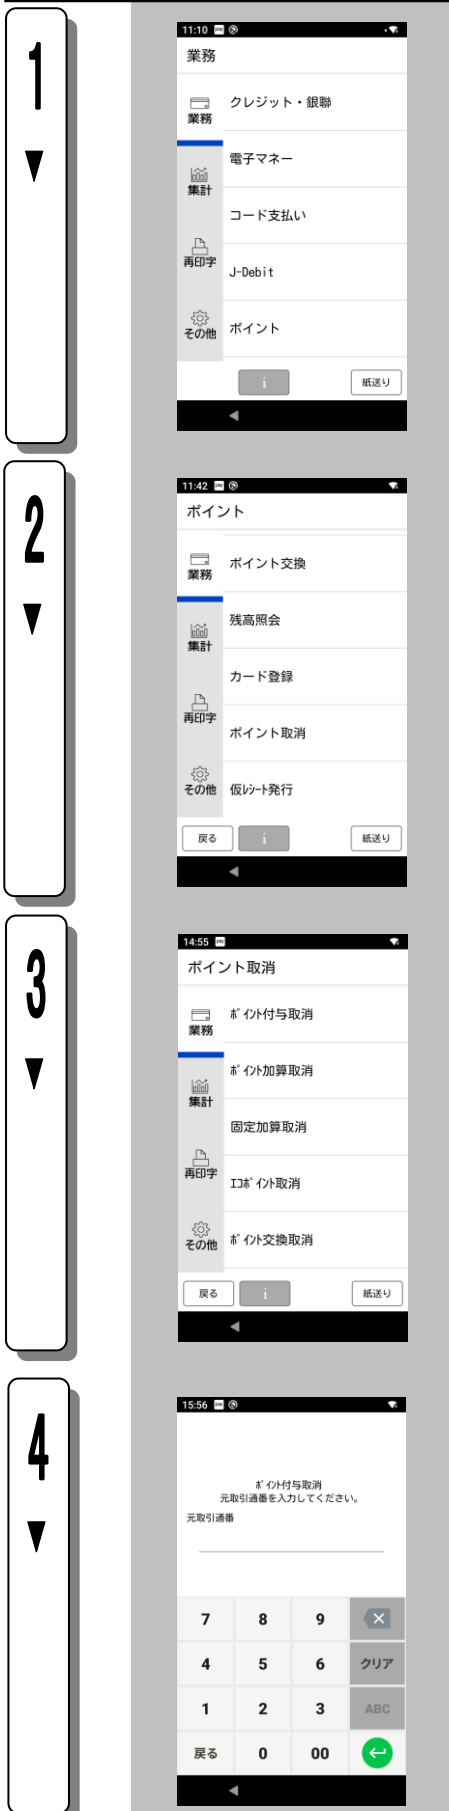 1
11:10
業務
クレジット・銀聯
業務
電子マネー
集計
コード支払い
再印字
J-Debit
その他
ポイント
i
紙送り
2
11:42
ポイント
ポイント交換
業務
残高照会
集計
カード登録
再印字
ポイント取消
その他
仮ﾚｼｰﾄ発行
戻る
i
紙送り
3
14:55
ポイント取消
ﾎﾟｲﾝﾄ付与取消
業務
ﾎﾟｲﾝﾄ加算取消
集計
固定加算取消
再印字
ｴｺﾎﾟｲﾝﾄ取消
その他
ﾎﾟｲﾝﾄ交換取消
戻る
i
紙送り
4
15:56
ﾎﾟｲﾝﾄ付与取消
元取引通番を入力してください。
元取引通番
7 8 9
4 5 6 クリア
1 2 3 ABC
戻る 0 00